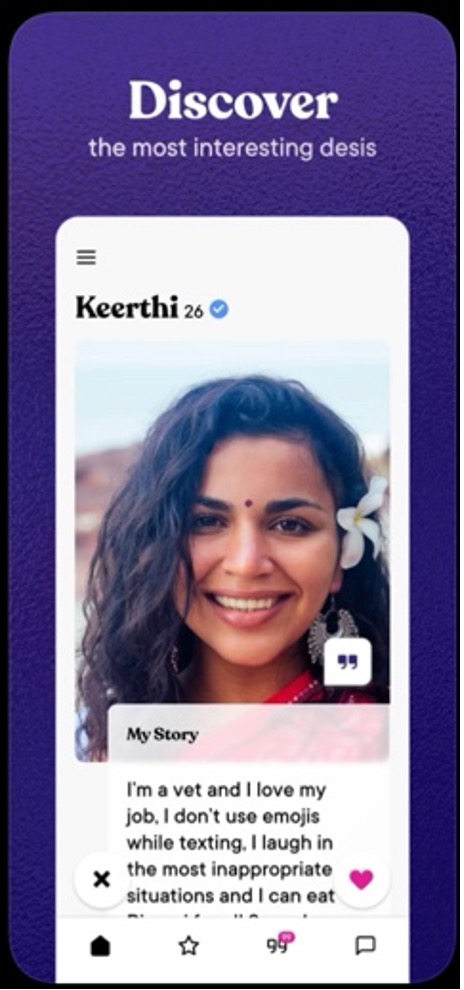 Discover
the most interesting desis
Keerthi 26
My Story
I'm a vet and I love my
job, I don't use emojis
while texting, I laugh in
the most inappropriate
situations and I can eat